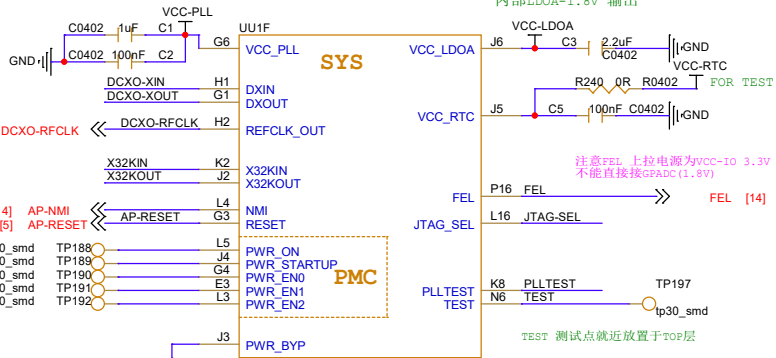 内部LDOA-1.8V 输出
VCC-PLL
VCC-LDOA
C0402 1uF C1
UU1F
G6 VCC_PLL
SYS
VCC_LDOA J6
C3 2.2uF
C0402
GND
GND
C0402 100nF C2
VCC-RTC
R240 0R R0402
FOR TEST
DCXO-XIN H1 DXIN
DCXO-XOUT G1 DXOUT
VCC_RTC J5
C5 100nF C0402
GND
DCXO-RFCLK
DCXO-RFCLK H2 REFCLK_OUT
注意FEL 上拉电源为VCC-IO 3.3V
不能直接接GPADC(1.8V)
X32KIN K2 X32KIN
X32KOUT J2 X32KOUT
FEL P16 FEL
FEL [14]
4] AP-NMI L4 NMI
[5] AP-RESET AP-RESET G3 RESET
JTAG_SEL L16 JTAG-SEL
0_smd TP188 L5 PWR_ON
0_smd TP189 J4 PWR_STARTUP
0_smd TP190 G4 PWR_EN0
0_smd TP191 E3 PWR_EN1
0_smd TP192 L3 PWR_EN2
PMC
PLLTEST K8 PLLTEST
TP197
TEST N6 TEST
tp30_smd
J3 PWR_BYP
TEST 测试点就近放置于TOP层